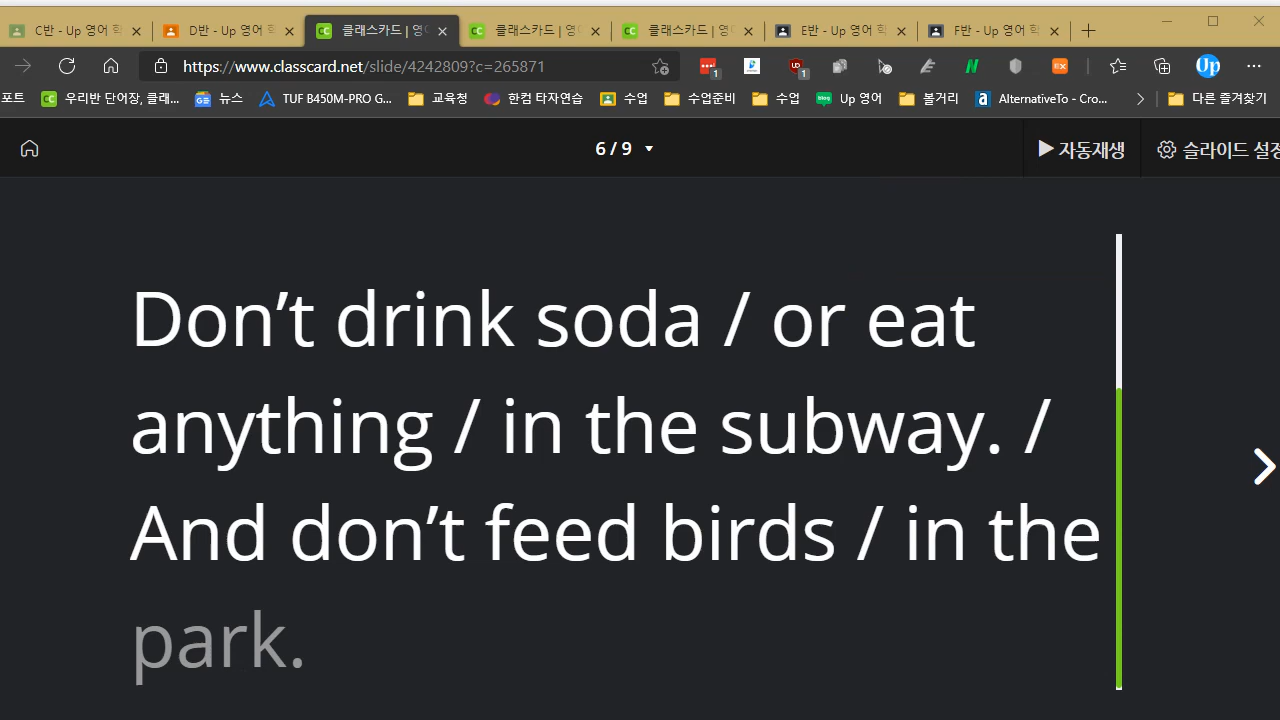 C반 - Up 영어 학
D반 - Up 영어 학
클래스카드 | 영어
클래스카드 | 영어
클래스카드 | 영어
E반 - Up 영어 학
F반 - Up 영어 학
https://www.classcard.net/slide/4242809?c=265871
포트 우리반 단어장, 클래... 뉴스 TUF B450M-PRO G... 교육청 한컴 타자연습 수업 수업준비 수업 Up 영어 볼거리 AlternativeTo - Cro... 다른 즐겨찾기
6 / 9 자동재생 슬라이드 설정
Don’t drink soda / or eat
anything / in the subway. /
And don’t feed birds / in the
park.